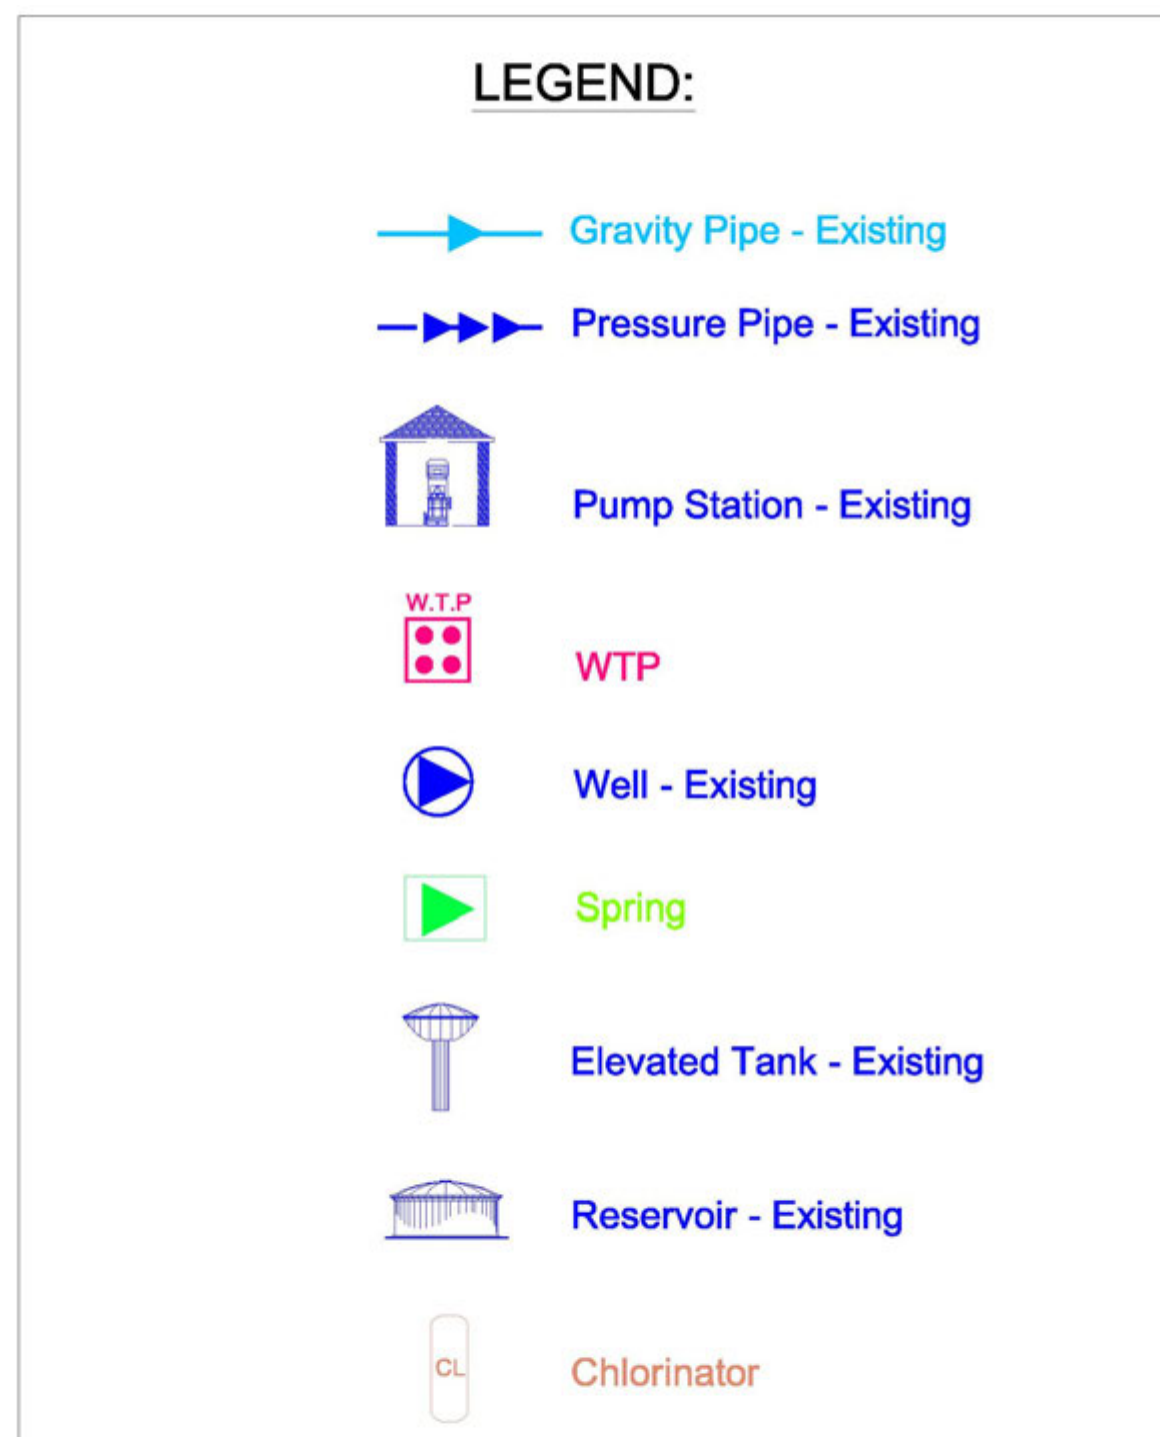 LEGEND:
Gravity Pipe - Existing
Pressure Pipe - Existing
Pump Station - Existing
W.T.P
WTP
Well - Existing
Spring
Elevated Tank - Existing
Reservoir - Existing
CL
Chlorinator